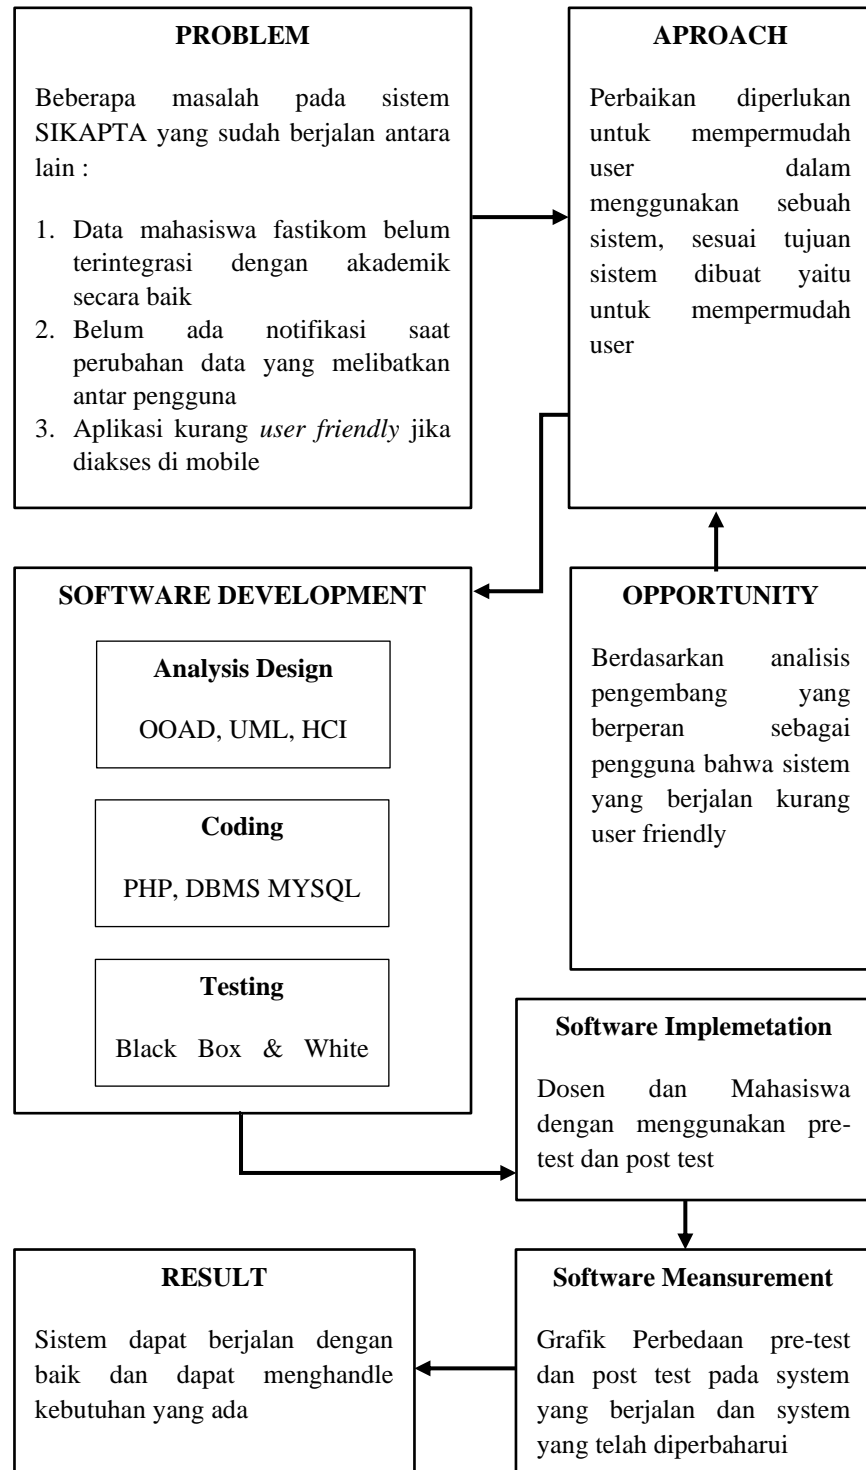 PROBLEM
Beberapa masalah pada sistem
SIKAPTA yang sudah berjalan antara
lain :
1. Data mahasiswa fastikom belum
terintegrasi dengan akademik
secara baik
2. Belum ada notifikasi saat
perubahan data yang melibatkan
antar pengguna
3. Aplikasi kurang user friendly jika
diakses di mobile
APROACH
Perbaikan diperlukan
untuk mempermudah
user dalam
menggunakan sebuah
sistem, sesuai tujuan
sistem dibuat yaitu
untuk mempermudah
user
SOFTWARE DEVELOPMENT
Analysis Design
OOAD, UML, HCI
Coding
PHP, DBMS MYSQL
Testing
Black Box & White
OPPORTUNITY
Berdasarkan analisis
pengembang yang
berperan sebagai
pengguna bahwa sistem
yang berjalan kurang
user friendly
Software Implemetation
Dosen dan Mahasiswa
dengan menggunakan pre-
test dan post test
RESULT
Sistem dapat berjalan dengan
baik dan dapat menghandle
kebutuhan yang ada
Software Meansurement
Grafik Perbedaan pre-test
dan post test pada system
yang berjalan dan system
yang telah diperbaharui